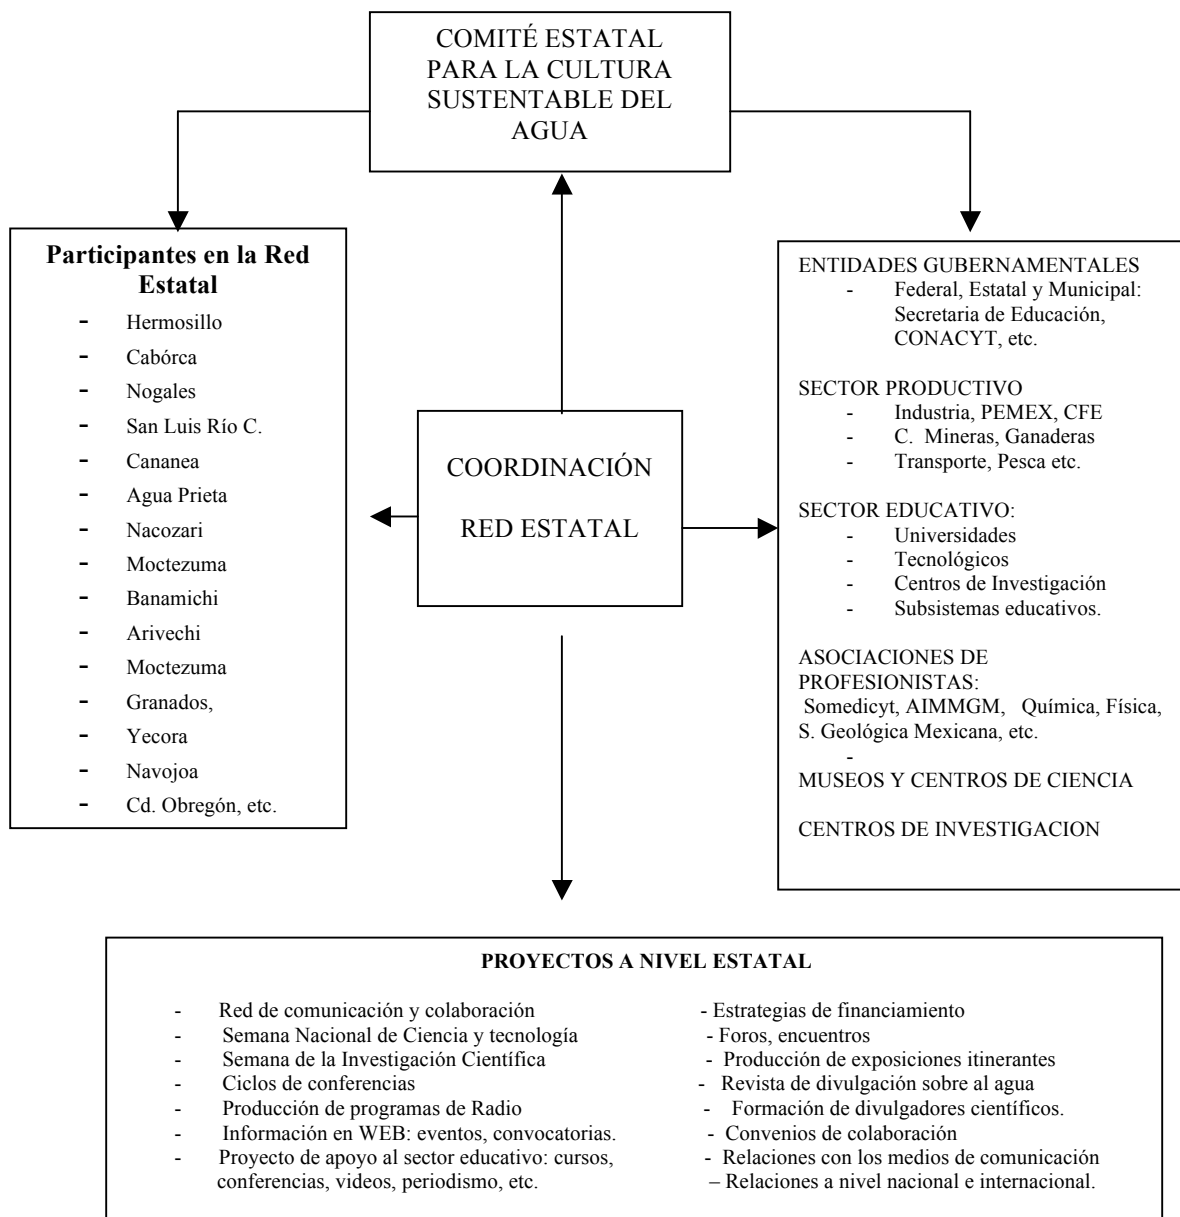 COMITÉ ESTATAL
PARA LA CULTURA
SUSTENTABLE DEL
AGUA
Participantes en la Red
Estatal
- Hermosillo
- Cabórca
- Nogales
- San Luis Río C.
- Cananea
- Agua Prieta
- Nacozari
- Moctezuma
- Banamichi
- Arivechi
- Moctezuma
- Granados,
- Yecora
- Navojoa
- Cd. Obregón, etc.
COORDINACIÓN
RED ESTATAL
ENTIDADES GUBERNAMENTALES
- Federal, Estatal y Municipal:
Secretaria de Educación,
CONACYT, etc.
SECTOR PRODUCTIVO
- Industria, PEMEX, CFE
- C. Mineras, Ganaderas
- Transporte, Pesca etc.
SECTOR EDUCATIVO:
- Universidades
- Tecnológicos
- Centros de Investigación
- Subsistemas educativos.
ASOCIACIONES DE
PROFESIONISTAS:
Somedicyt, AIMMGM, Química, Física,
S. Geológica Mexicana, etc.
-
MUSEOS Y CENTROS DE CIENCIA
CENTROS DE INVESTIGACION
PROYECTOS A NIVEL ESTATAL
- Red de comunicación y colaboración
- Semana Nacional de Ciencia y tecnología
- Semana de la Investigación Científica
- Ciclos de conferencias
- Producción de programas de Radio
- Información en WEB: eventos, convocatorias.
- Proyecto de apoyo al sector educativo: cursos,
conferencias, videos, periodismo, etc.
- Estrategias de financiamiento
- Foros, encuentros
- Producción de exposiciones itinerantes
- Revista de divulgación sobre al agua
- Formación de divulgadores científicos.
- Convenios de colaboración
- Relaciones con los medios de comunicación
– Relaciones a nivel nacional e internacional.